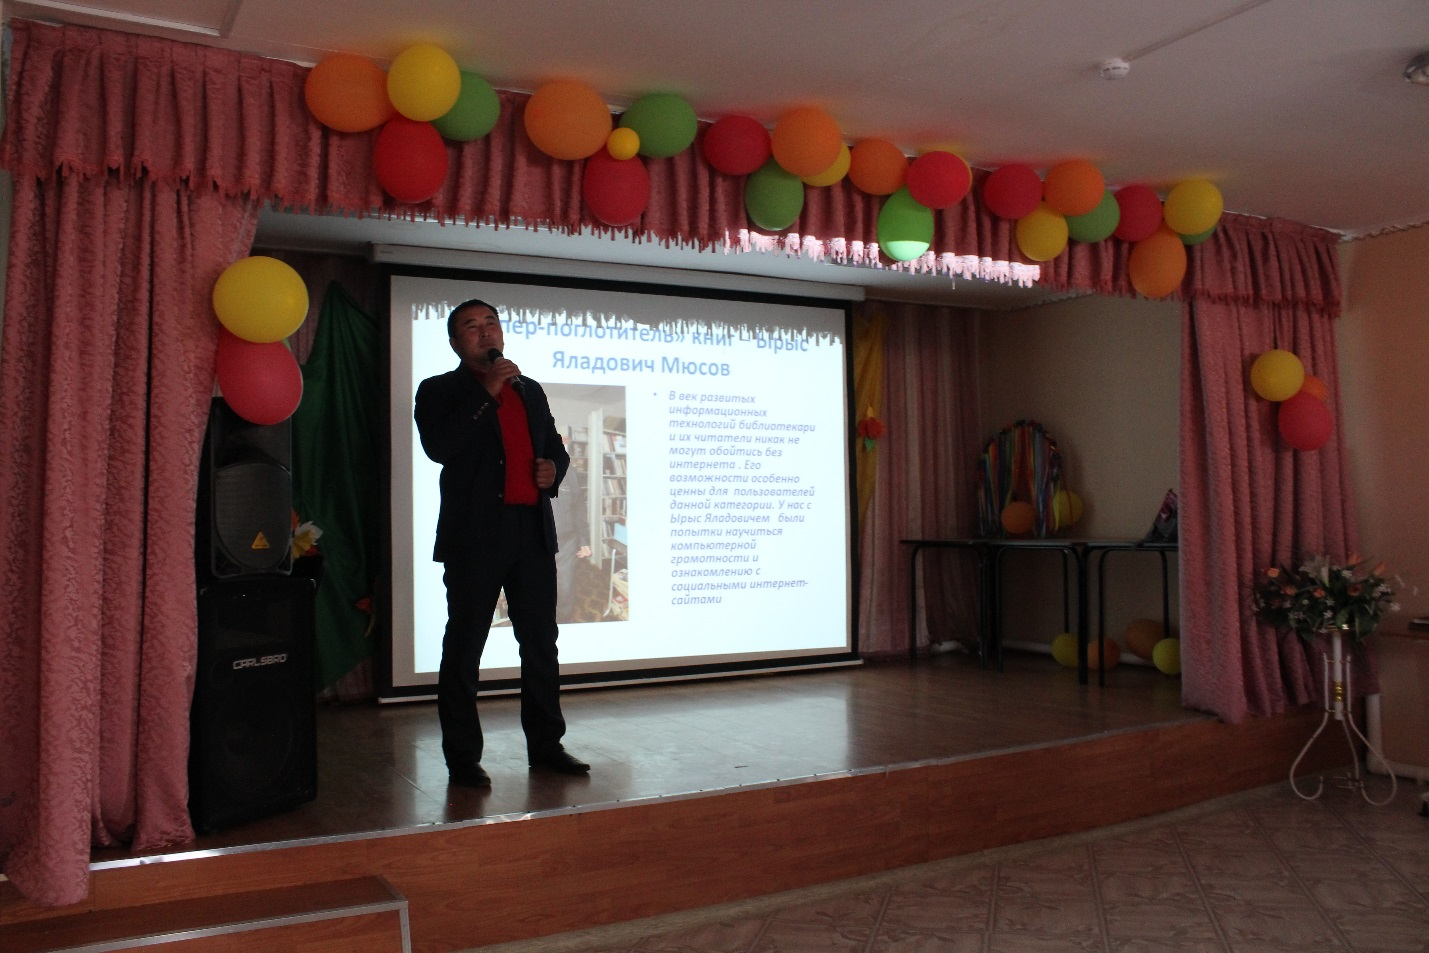 пер-поглотитель» книг – Ырыс
Яладович Мюсов
• В век развитых
информационных
технологий библиотекари
и их читатели никак не
могут обойтись без
интернета . Его
возможности особенно
ценны для пользователей
данной категории. У нас с
Ырыс Яладовичем были
попытки научиться
компьютерной
грамотности и
ознакомлению с
социальными интернет-
сайтами
CARLSBRO